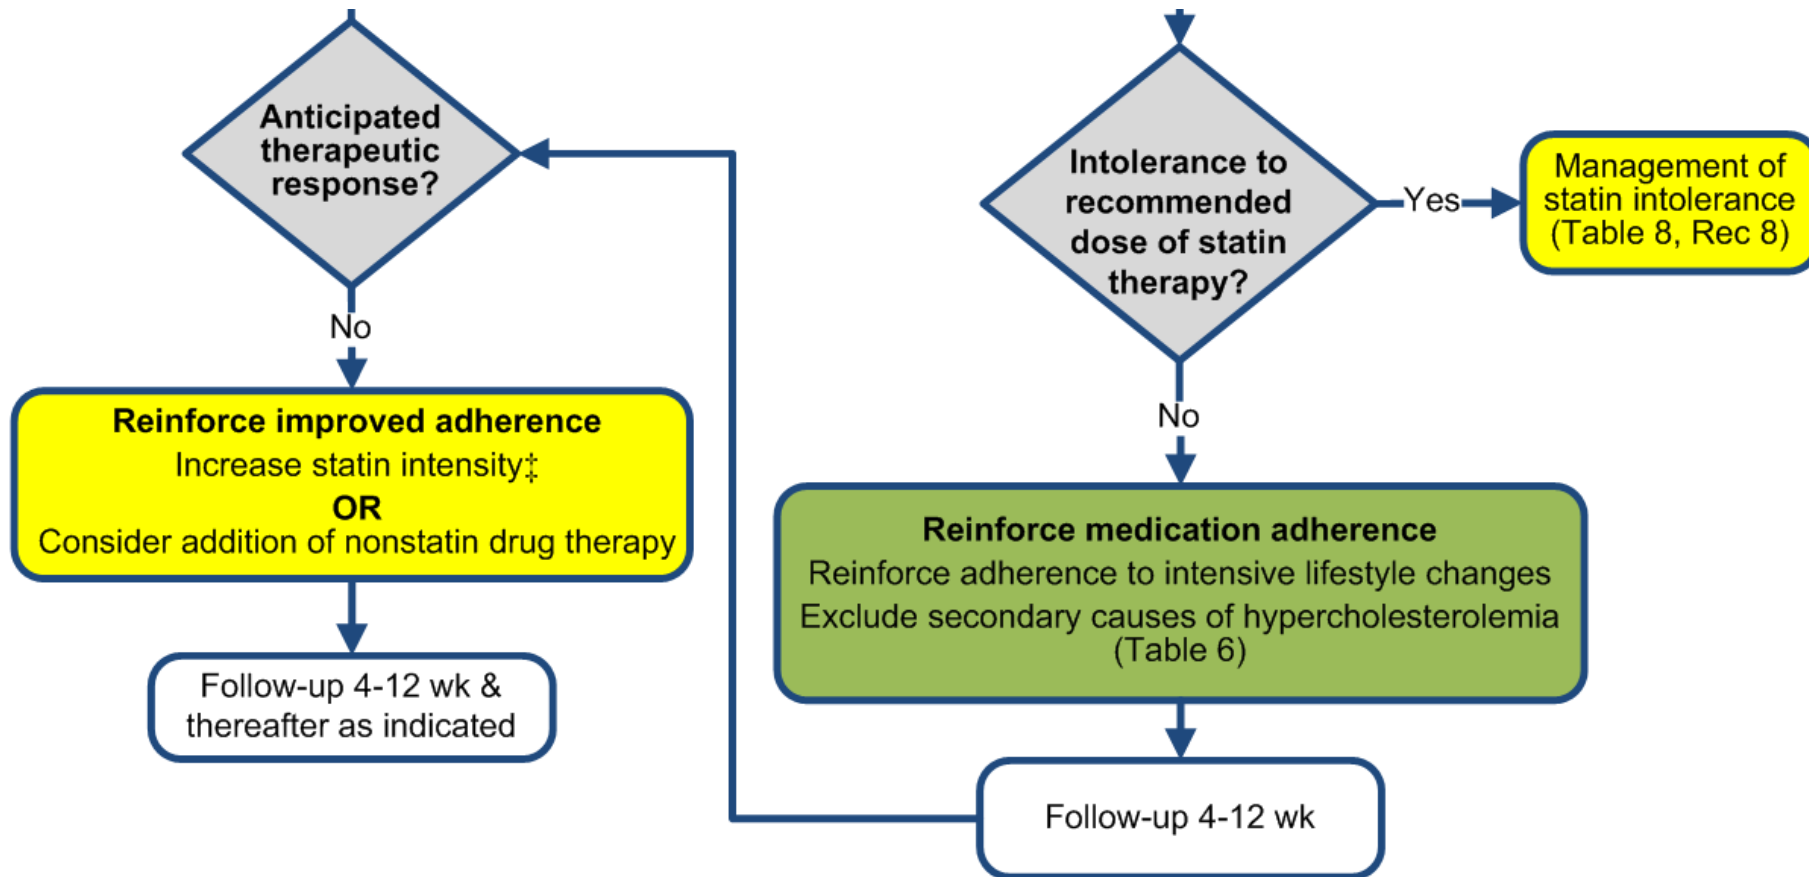 Anticipated
therapeutic
response?
No
Reinforce improved adherence
Increase statin intensity‡
OR
Consider addition of nonstatin drug therapy
Follow-up 4-12 wk &
thereafter as indicated
Intolerance to
recommended
dose of statin
therapy?
Yes
Management of
statin intolerance
(Table 8, Rec 8)
No
Reinforce medication adherence
Reinforce adherence to intensive lifestyle changes
Exclude secondary causes of hypercholesterolemia
(Table 6)
Follow-up 4-12 wk